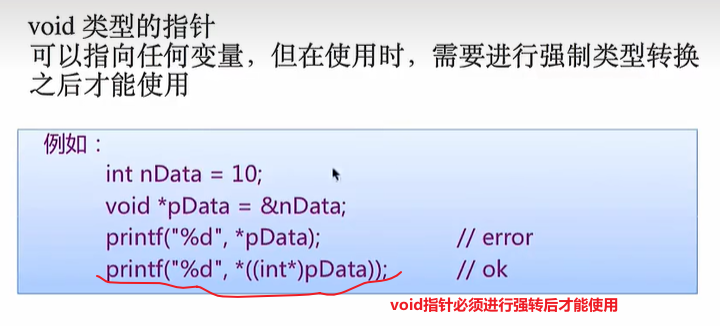 void 类型的指针
可以指向任何变量，但在使用时，需要进行强制类型转换
之后才能使用
例如：
int nData = 10;
void *pData = &nData;
printf("%d", *pData); // error
printf("%d", *((int*)pData)); // ok
void指针必须进行强转后才能使用